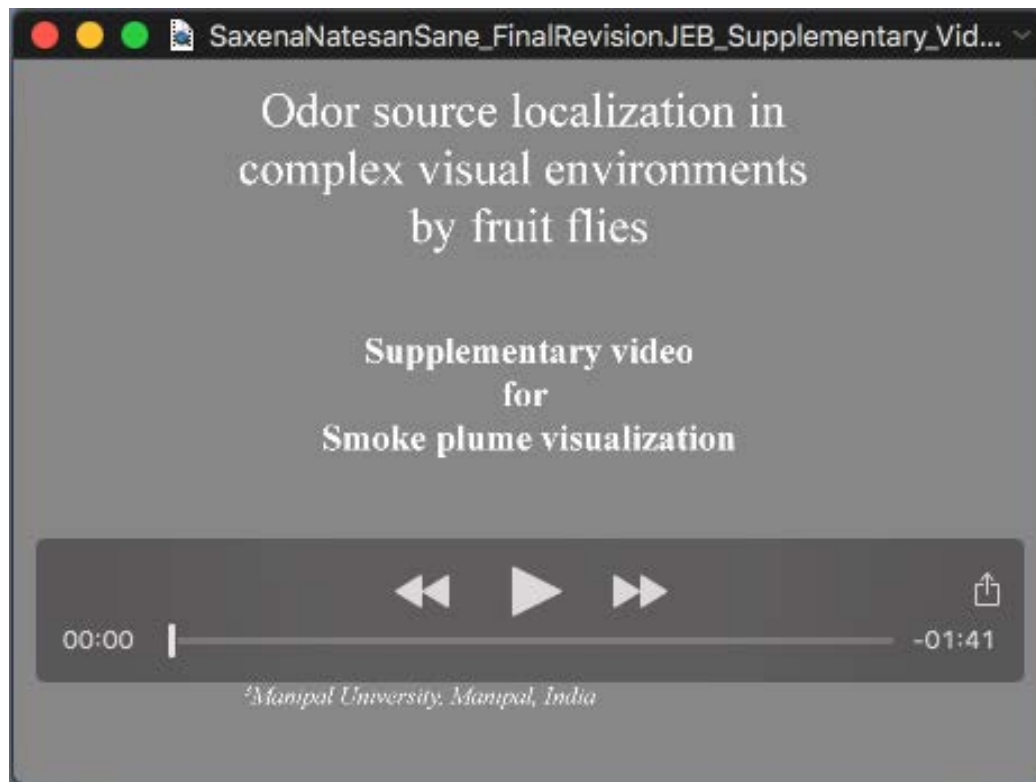 SaxenaNatesanSane_FinalRevisionJEB_Supplementary_Vid...
Odor source localization in
complex visual environments
by fruit flies
Supplementary video
for
Smoke plume visualization
00:00
-01:41
²Manipal University, Manipal, India